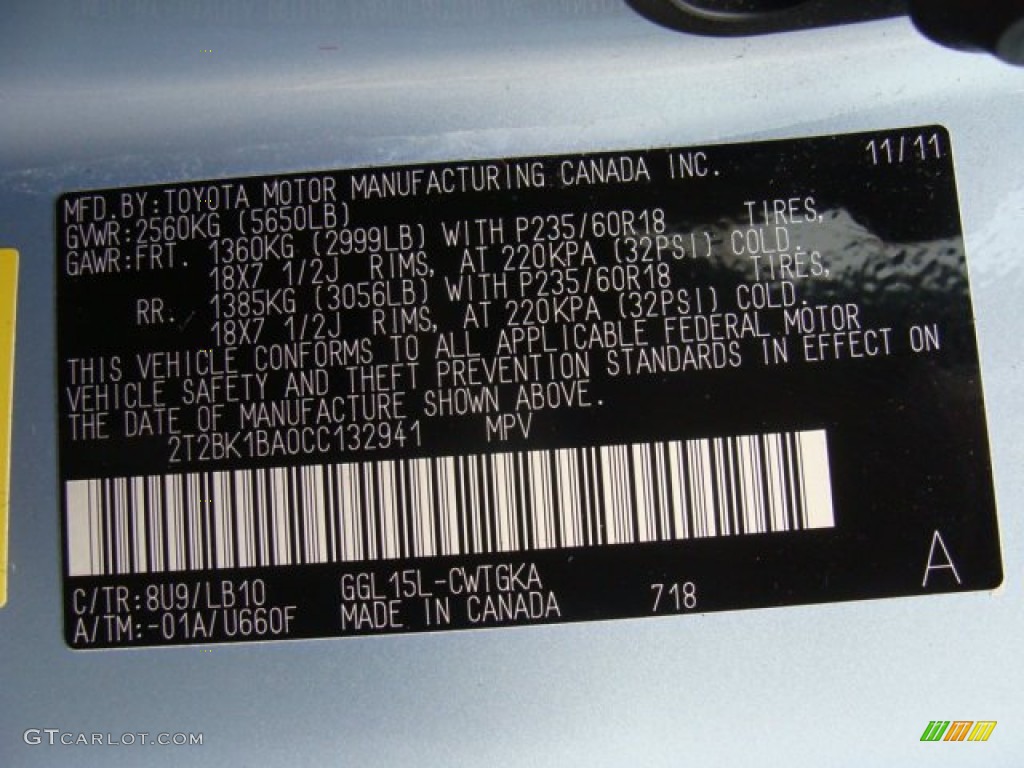 MFD.BY:TOYOTA MOTOR MANUFACTURING CANADA INC. 11/11
GVWR:2560KG (5650LB)
GAWR:FRT. 1360KG (2999LB) WITH P235/60R18 TIRES,
18X7 1/2J RIMS, AT 220KPA (32PSI) COLD.
RR. 1385KG (3056LB) WITH P235/60R18 TIRES,
18X7 1/2J RIMS, AT 220KPA (32PSI) COLD.
THIS VEHICLE CONFORMS TO ALL APPLICABLE FEDERAL MOTOR
VEHICLE SAFETY AND THEFT PREVENTION STANDARDS IN EFFECT ON
THE DATE OF MANUFACTURE SHOWN ABOVE.
2T2BK1BA0CC132941 MPV
C/TR:8U9/LB10 GGL15L-CWTGKA
A/TM:-01A/U660F MADE IN CANADA 718 A
GTCARLOT.COM